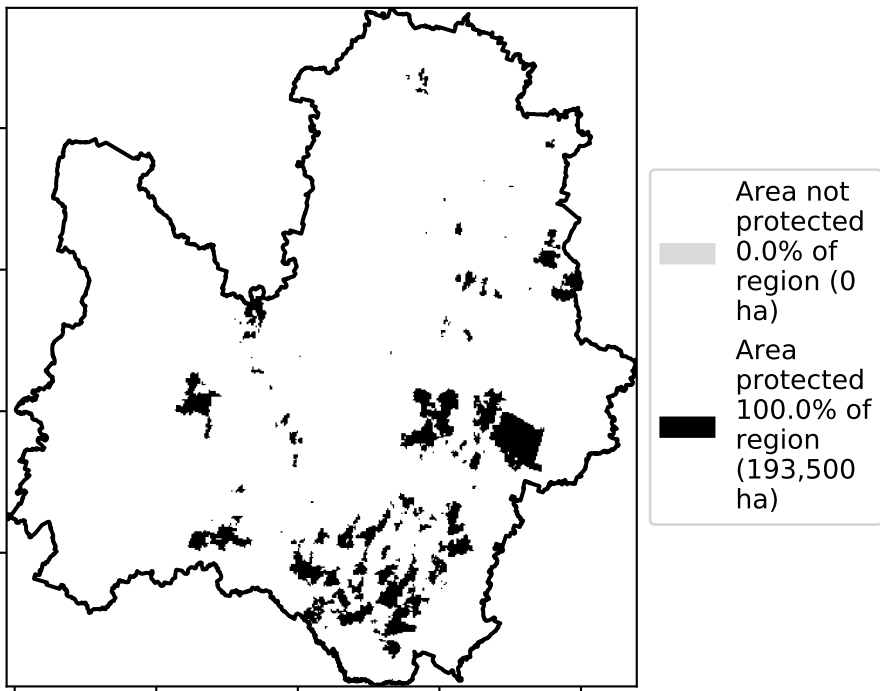 Area not
protected
0.0% of
region (0
ha)
Area
protected
100.0% of
region
(193,500
ha)